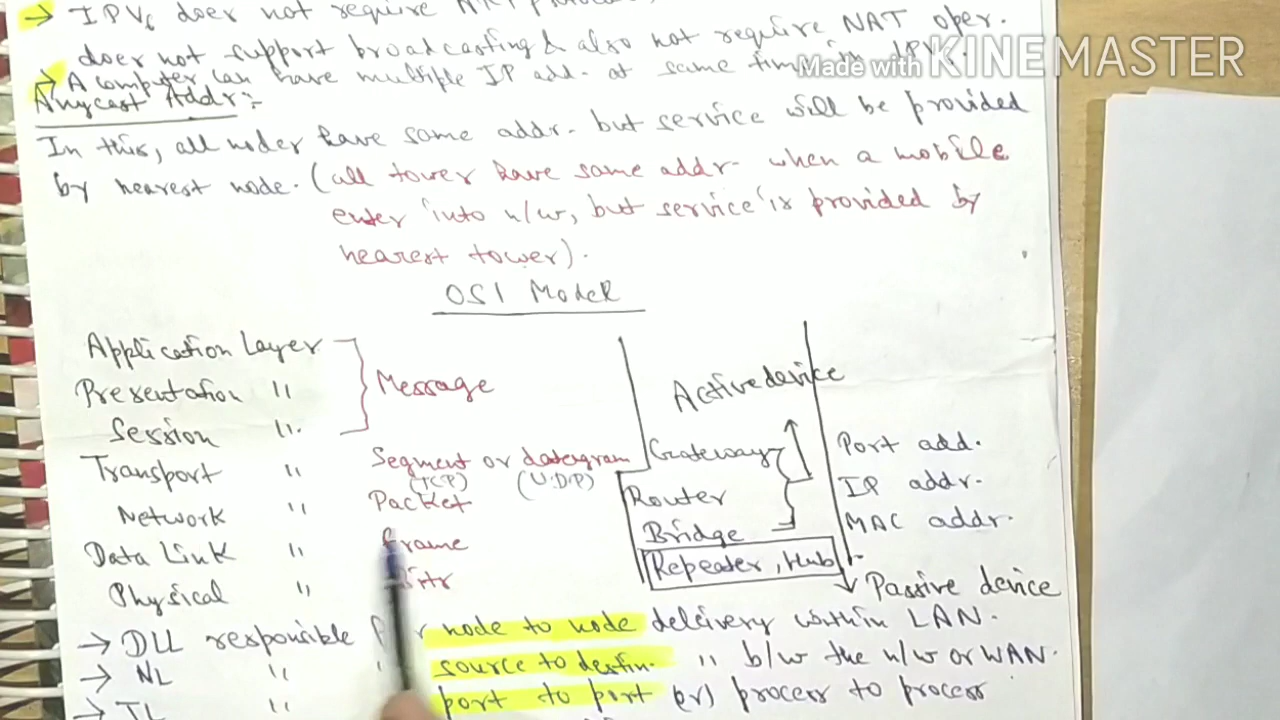 → IPV6 does not require
does not support broadcasting & also not require NAT oper.
→ A computer can have multiple IP add. at same time in IPV6.
Made with KINEMASTER
Anycast Addr:-
In this, all nodes have same addr. but service will be provided
by nearest node. (all tower have same addr. when a mobile
enter into n/w, but service is provided by
nearest tower).
OSI Model
Application Layer
Presentation "
Session "
Message
Transport " Segment or datagram
(TCP) (UDP)
Network " Packet
Data Link " Frame
Physical " Bits
Active device
Gateway
Router
Bridge
Repeater, Hub
Port add.
IP addr.
MAC addr.
Passive device
→ DLL responsible for node to node delivery within LAN.
→ NL " " source to destin. " b/w the n/w or WAN.
→ TL " port to port (or) process to process